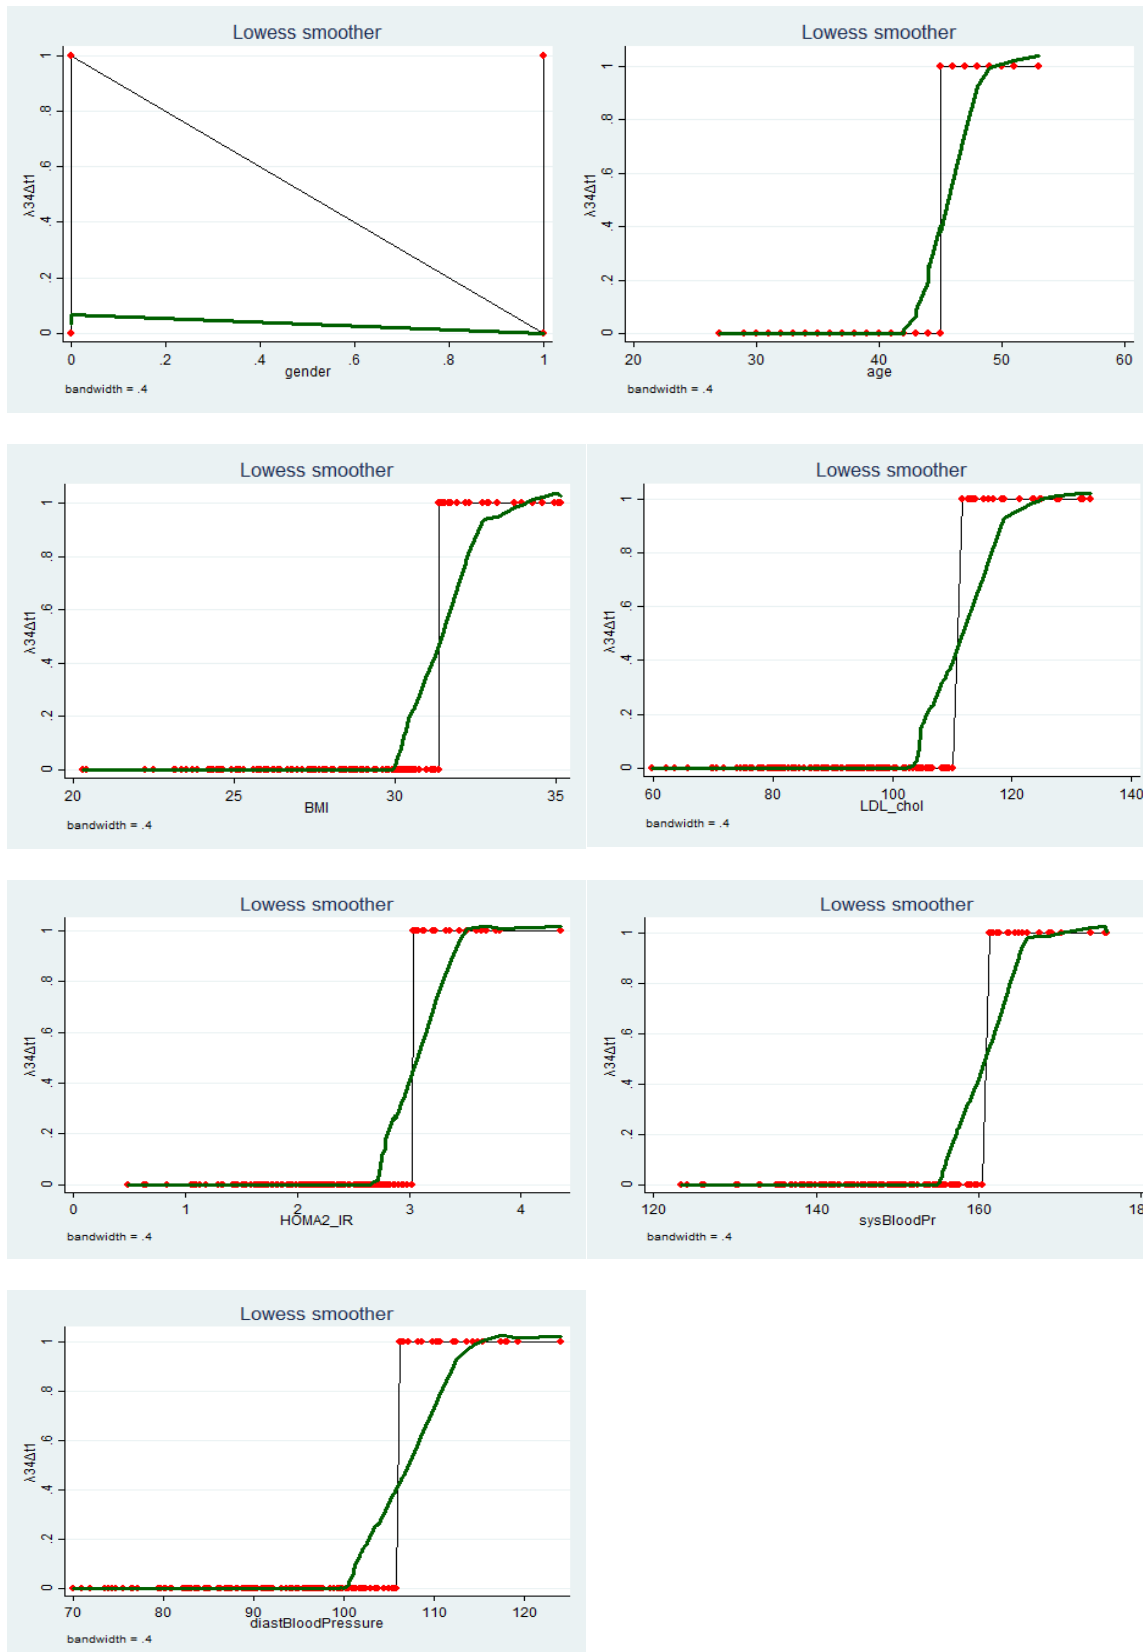 Lowess smoother
λ34Δt1
1
.8
.6
.4
.2
0
0 .2 .4 .6 .8 1
gender
bandwidth = .4
Lowess smoother
λ34Δt1
1
.8
.6
.4
.2
0
20 30 40 50 60
age
bandwidth = .4
Lowess smoother
λ34Δt1
1
.8
.6
.4
.2
0
20 25 30 35
BMI
bandwidth = .4
Lowess smoother
λ34Δt1
1
.8
.6
.4
.2
0
60 80 100 120 140
LDL_chol
bandwidth = .4
Lowess smoother
λ34Δt1
1
.8
.6
.4
.2
0
0 1 2 3 4
HOMA2_IR
bandwidth = .4
Lowess smoother
λ34Δt1
1
.8
.6
.4
.2
0
120 140 160
sysBloodPr
bandwidth = .4
Lowess smoother
λ34Δt1
1
.8
.6
.4
.2
0
70 80 90 100 110 120
diastBloodPressure
bandwidth = .4